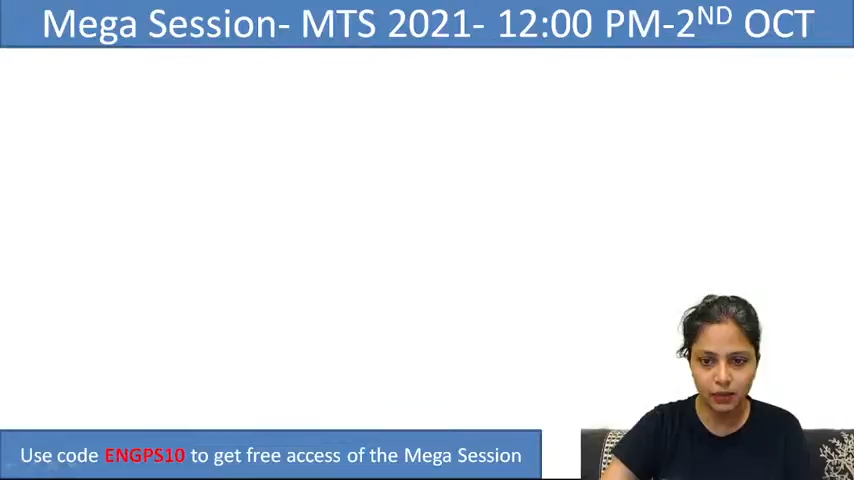 Mega Session- MTS 2021- 12:00 PM-2ND OCT
Use code ENGPS10 to get free access of the Mega Session